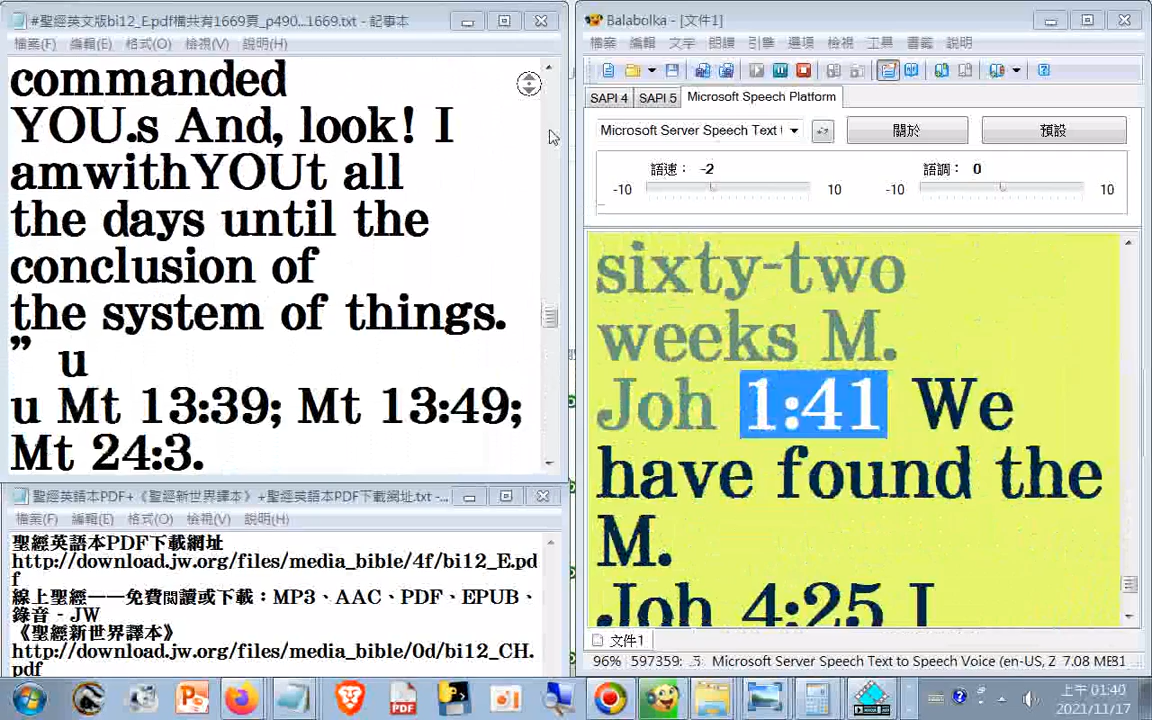 #聖經英文版bi12_E.pdf檔共有1669頁_p490...1669.txt - 記事本
檔案(F) 編輯(E) 格式(O) 檢視(V) 說明(H)
commanded
YOU.s And, look! I
amwithYOUt all
the days until the
conclusion of
the system of things.
” u
u Mt 13:39; Mt 13:49;
Mt 24:3.
聖經英語本PDF+《聖經新世界譯本》+聖經英語本PDF下載網址.txt -...
檔案(F) 編輯(E) 格式(O) 檢視(V) 說明(H)
聖經英語本PDF下載網址
http://download.jw.org/files/media_bible/4f/bi12_E.pd
f
線上聖經——免費閱讀或下載：MP3、AAC、PDF、EPUB、
錄音 - JW
《聖經新世界譯本》
http://download.jw.org/files/media_bible/0d/bi12_CH.
pdf
Balabolka - [文件1]
檔案 編輯 文字 朗讀 引擎 選項 檢視 工具 書籤 說明
SAPI 4 SAPI 5 Microsoft Speech Platform
Microsoft Server Speech Text 關於 預設
語速： -2 語調： 0
-10 10 -10 10
sixty-two
weeks M.
Joh 1:41 We
have found the
M.
Joh 4:25 I
文件1
96% 597359: Microsoft Server Speech Text to Speech Voice (en-US, Z 7.08 MB
上午 01:40
2021/11/17